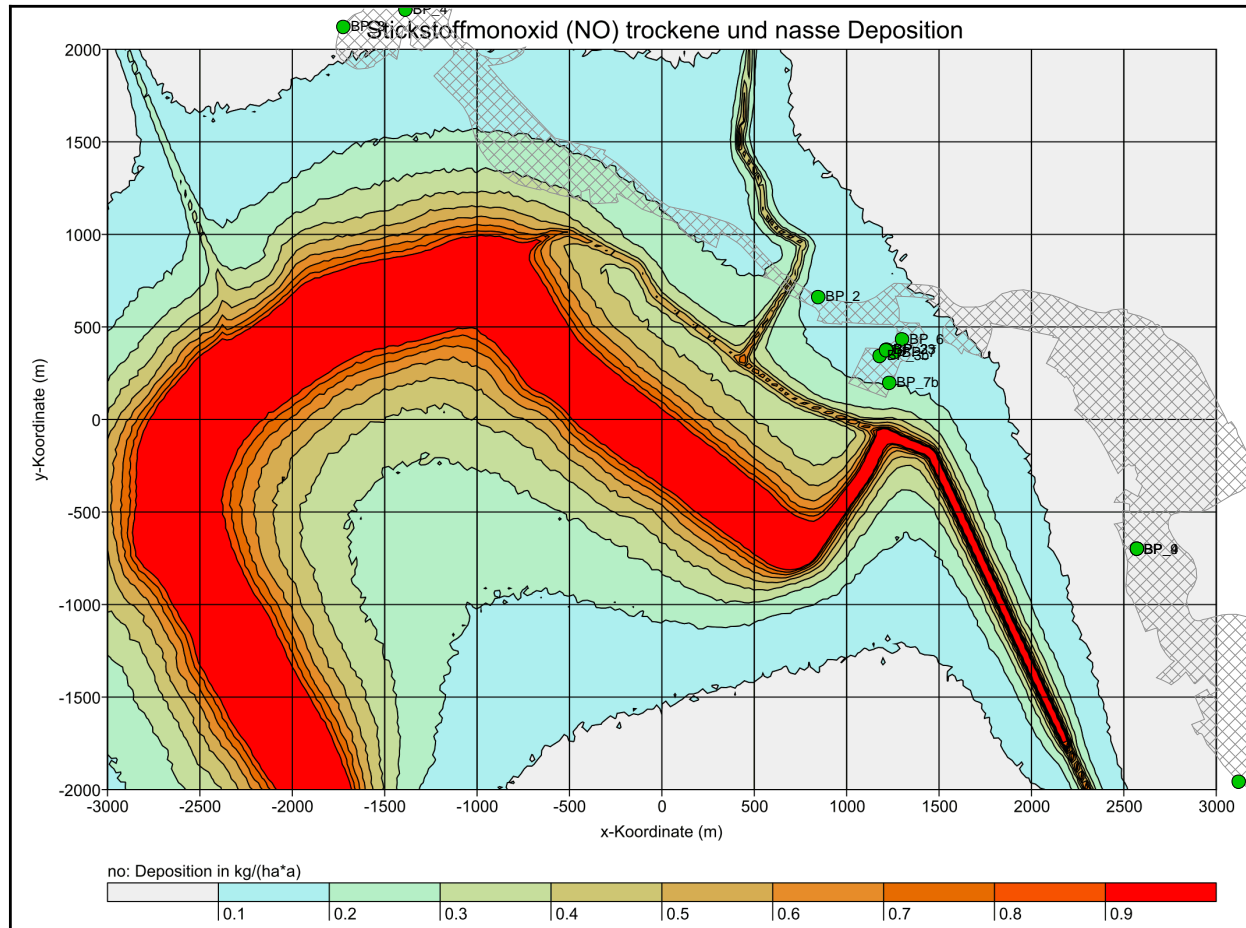 BP_4
Stickstoffmonoxid (NO) trockene und nasse Deposition
2000
1500
1000
500
0
-500
-1000
-1500
-2000
y-Koordinate (m)
BP_2
BP_6
BP_7b
-3000 -2500 -2000 -1500 -1000 -500 0 500 1000 1500 2000 2500 3000
x-Koordinate (m)
no: Deposition in kg/(ha*a)
0.1 0.2 0.3 0.4 0.5 0.6 0.7 0.8 0.9